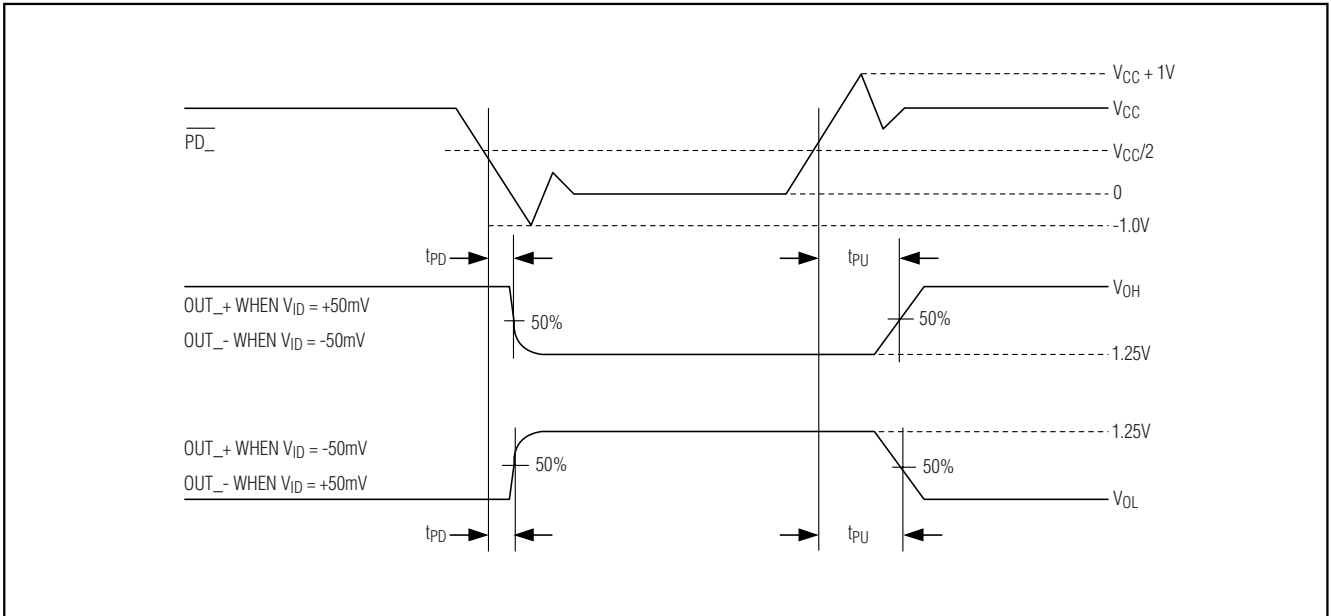 V_CC + 1V
V_CC
PD_
V_CC/2
0
-1.0V
t_PD
t_PU
V_OH
OUT_+ WHEN V_ID = +50mV
50%
50%
OUT_- WHEN V_ID = -50mV
1.25V
1.25V
OUT_+ WHEN V_ID = -50mV
50%
50%
OUT_- WHEN V_ID = +50mV
V_OL
t_PD
t_PU